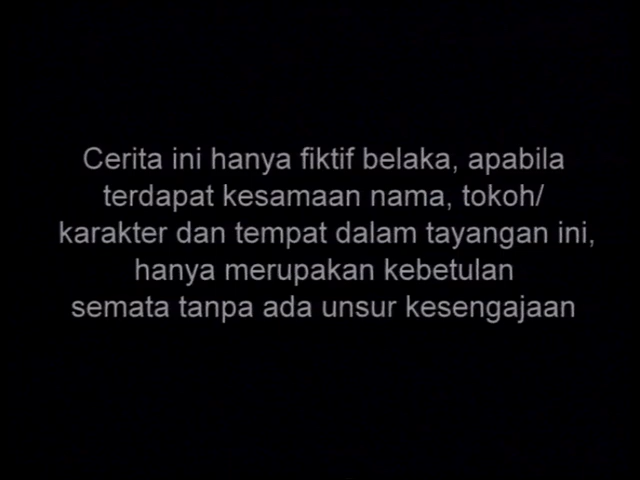 Cerita ini hanya fiktif belaka, apabila
terdapat kesamaan nama, tokoh/
karakter dan tempat dalam tayangan ini,
hanya merupakan kebetulan
semata tanpa ada unsur kesengajaan